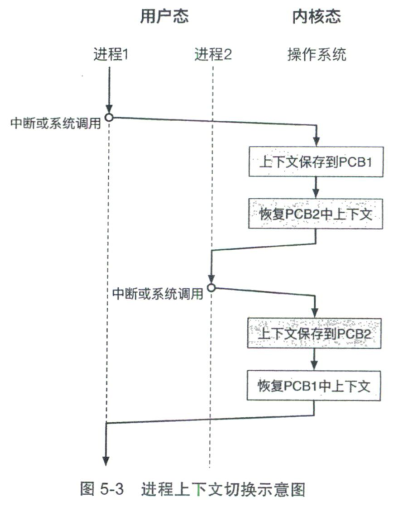 用户态 内核态
进程1 进程2 操作系统
中断或系统调用
上下文保存到PCB1
恢复PCB2中上下文
中断或系统调用
上下文保存到PCB2
恢复PCB1中上下文
图 5-3 进程上下文切换示意图